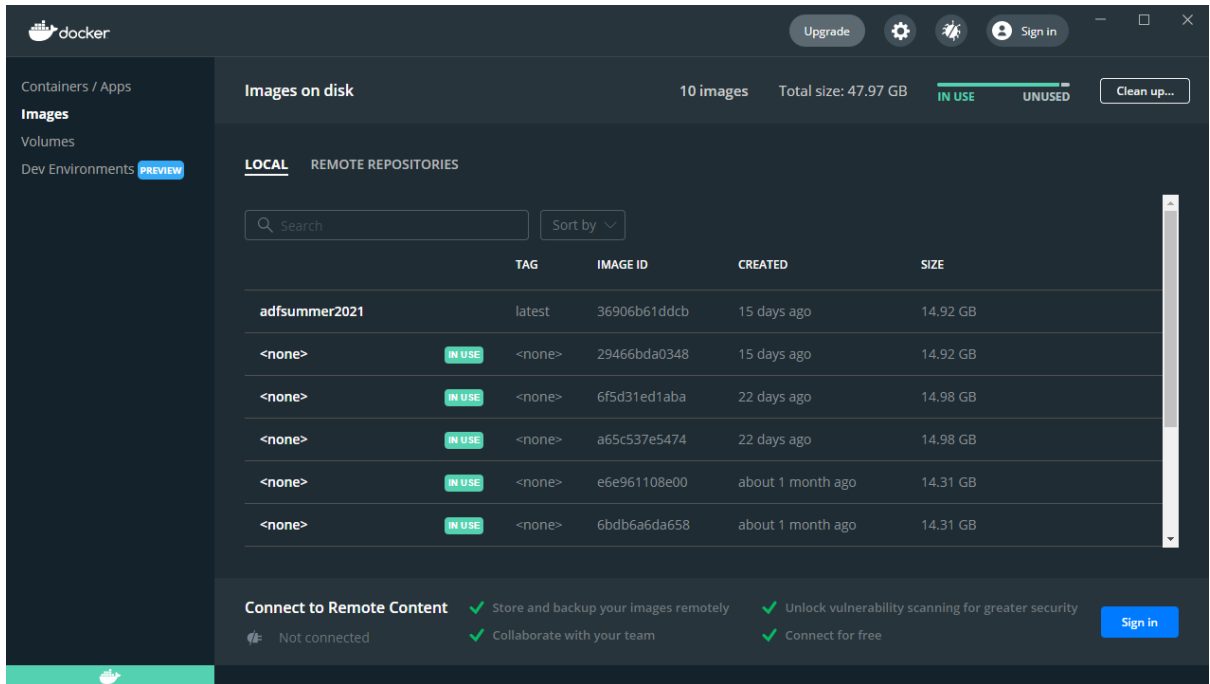 docker
Upgrade
Sign in
Containers / Apps
Images
Volumes
Dev Environments PREVIEW
Images on disk
10 images
Total size: 47.97 GB
IN USE
UNUSED
Clean up...
LOCAL
REMOTE REPOSITORIES
Search
Sort by
TAG IMAGE ID CREATED SIZE
adfsummer2021 latest 36906b61ddcb 15 days ago 14.92 GB
<none> IN USE <none> 29466bda0348 15 days ago 14.92 GB
<none> IN USE <none> 6f5d31ed1aba 22 days ago 14.98 GB
<none> IN USE <none> a65c537e5474 22 days ago 14.98 GB
<none> IN USE <none> e6e961108e00 about 1 month ago 14.31 GB
<none> IN USE <none> 6bdb6a6da658 about 1 month ago 14.31 GB
Connect to Remote Content
Not connected
Store and backup your images remotely
Collaborate with your team
Unlock vulnerability scanning for greater security
Connect for free
Sign in